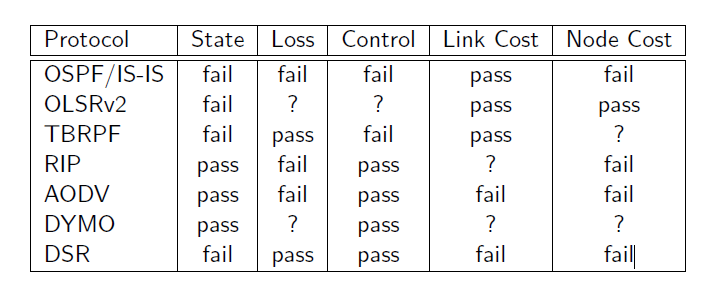 Protocol State Loss Control Link Cost Node Cost
OSPF/IS-IS fail fail fail pass fail
OLSRv2 fail ? ? pass pass
TBRPF fail pass fail pass ?
RIP pass fail pass ? fail
AODV pass fail pass fail fail
DYMO pass ? pass ? ?
DSR fail pass pass fail fail